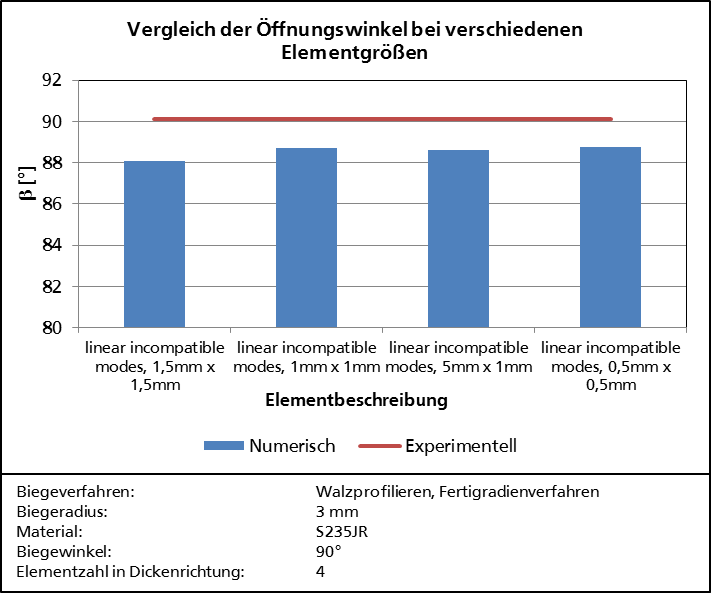 Vergleich der Öffnungswinkel bei verschiedenen
Elementgrößen
92
90
88
86
84
82
80
β [°]
linear incompatible
modes, 1,5mm x
1,5mm
linear incompatible
modes, 1mm x 1mm
linear incompatible
modes, 5mm x 1mm
linear incompatible
modes, 0,5mm x
0,5mm
Elementbeschreibung
Numerisch
Experimentell
Biegeverfahren: Walzprofilieren, Fertigradienverfahren
Biegeradius: 3 mm
Material: S235JR
Biegewinkel: 90°
Elementzahl in Dickenrichtung: 4